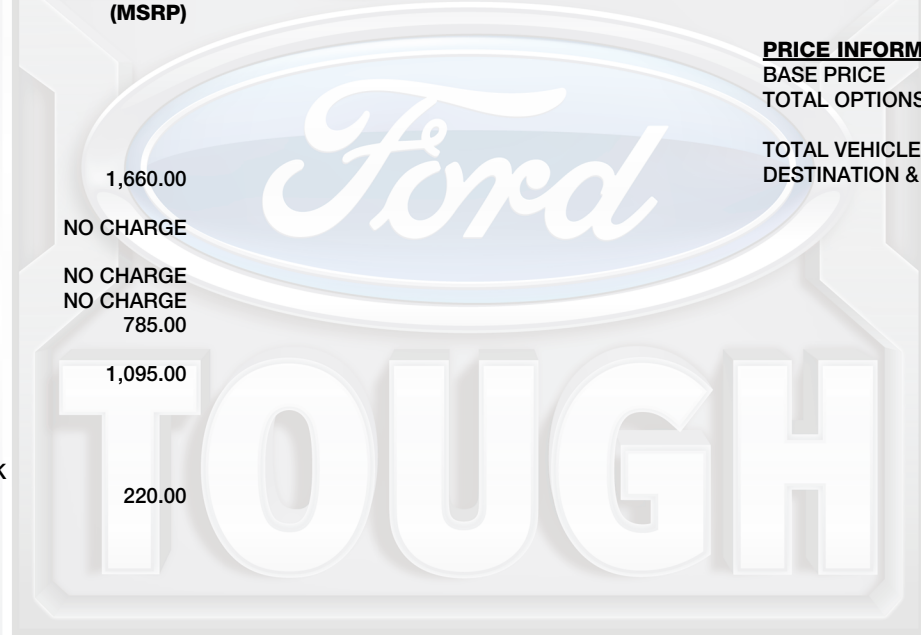 (MSRP)
PRICE INFORM
BASE PRICE
TOTAL OPTIONS
TOTAL VEHICLE
DESTINATION &
1,660.00
NO CHARGE
NO CHARGE
NO CHARGE
785.00
1,095.00
K
220.00
Ford
TOUGH